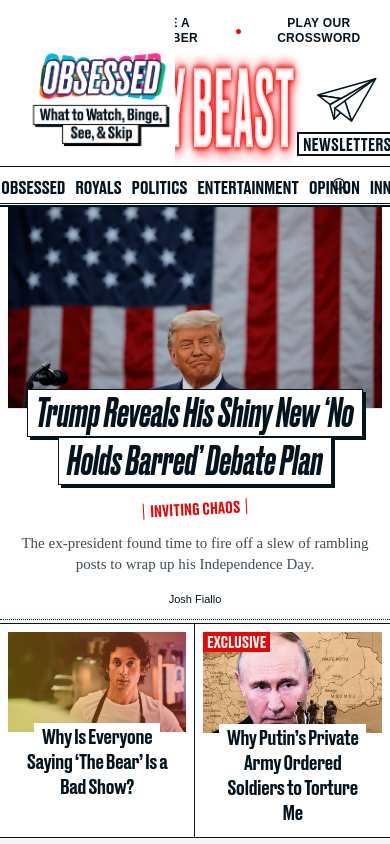 E A
BER
PLAY OUR
CROSSWORD
OBSESSED
What to Watch, Binge,
See, & Skip
Y BEAST
NEWSLETTERS
OBSESSED ROYALS POLITICS ENTERTAINMENT OPINION INN
Trump Reveals His Shiny New ‘No
Holds Barred’ Debate Plan
INVITING CHAOS
The ex-president found time to fire off a slew of rambling
posts to wrap up his Independence Day.
Josh Fiallo
Why Is Everyone
Saying ‘The Bear’ Is a
Bad Show?
EXCLUSIVE
Why Putin’s Private
Army Ordered
Soldiers to Torture
Me